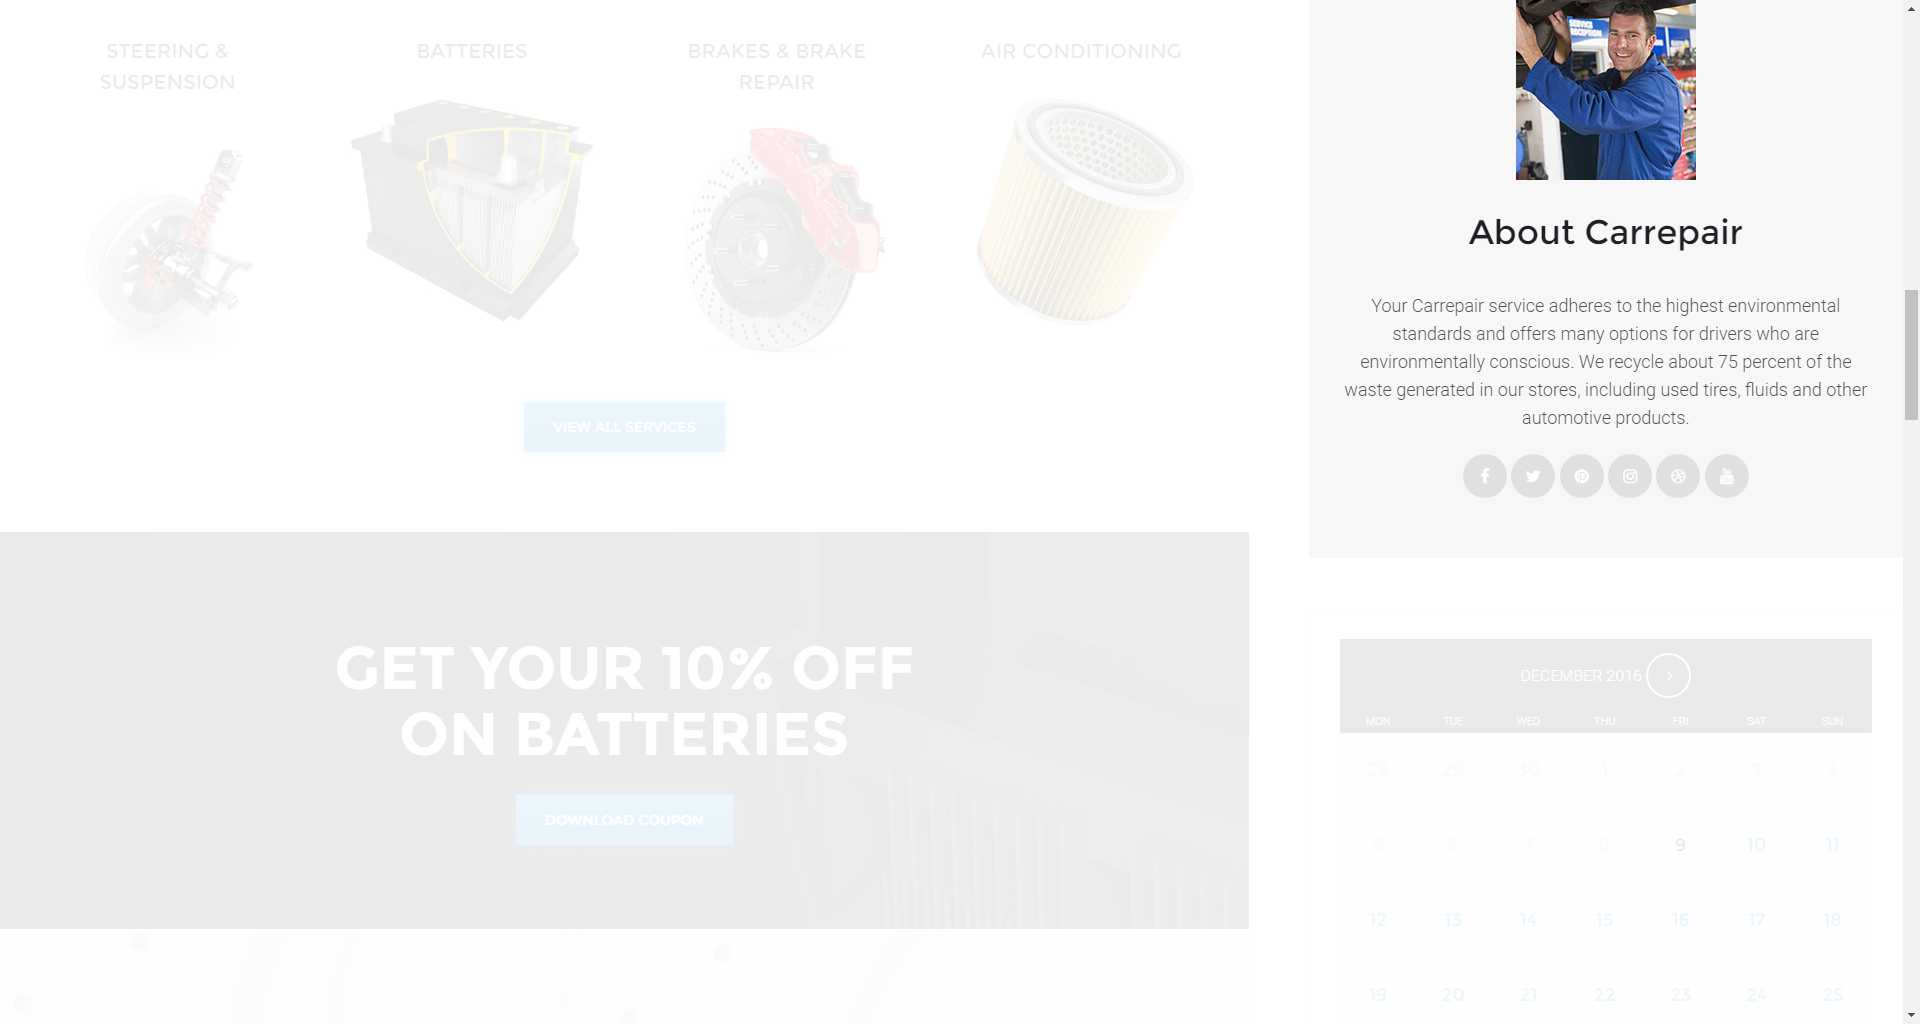 STEERING &
SUSPENSION
BATTERIES
BRAKES & BRAKE
REPAIR
AIR CONDITIONING
VIEW ALL SERVICES
GET YOUR 10% OFF
ON BATTERIES
DOWNLOAD COUPON
SERVICE
RECEPTION
About Carrepair
Your Carrepair service adheres to the highest environmental
standards and offers many options for drivers who are
environmentally conscious. We recycle about 75 percent of the
waste generated in our stores, including used tires, fluids and other
automotive products.
DECEMBER 2016
MON TUE WED THU FRI SAT SUN
28 29 30 1 2 3 4
5 6 7 8 9 10 11
12 13 14 15 16 17 18
19 20 21 22 23 24 25